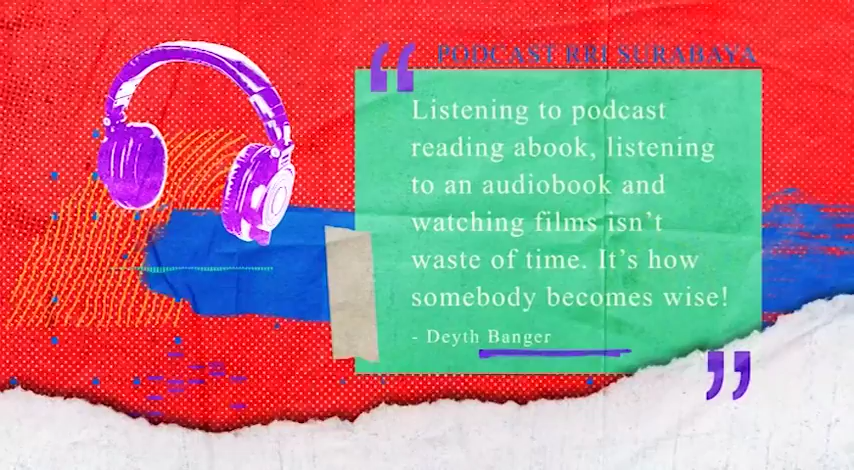 PODCAST RRI SURABAYA
Listening to podcast
reading abook, listening
to an audiobook and
watching films isn't
waste of time. It's how
somebody becomes wise!
- Deyth Banger